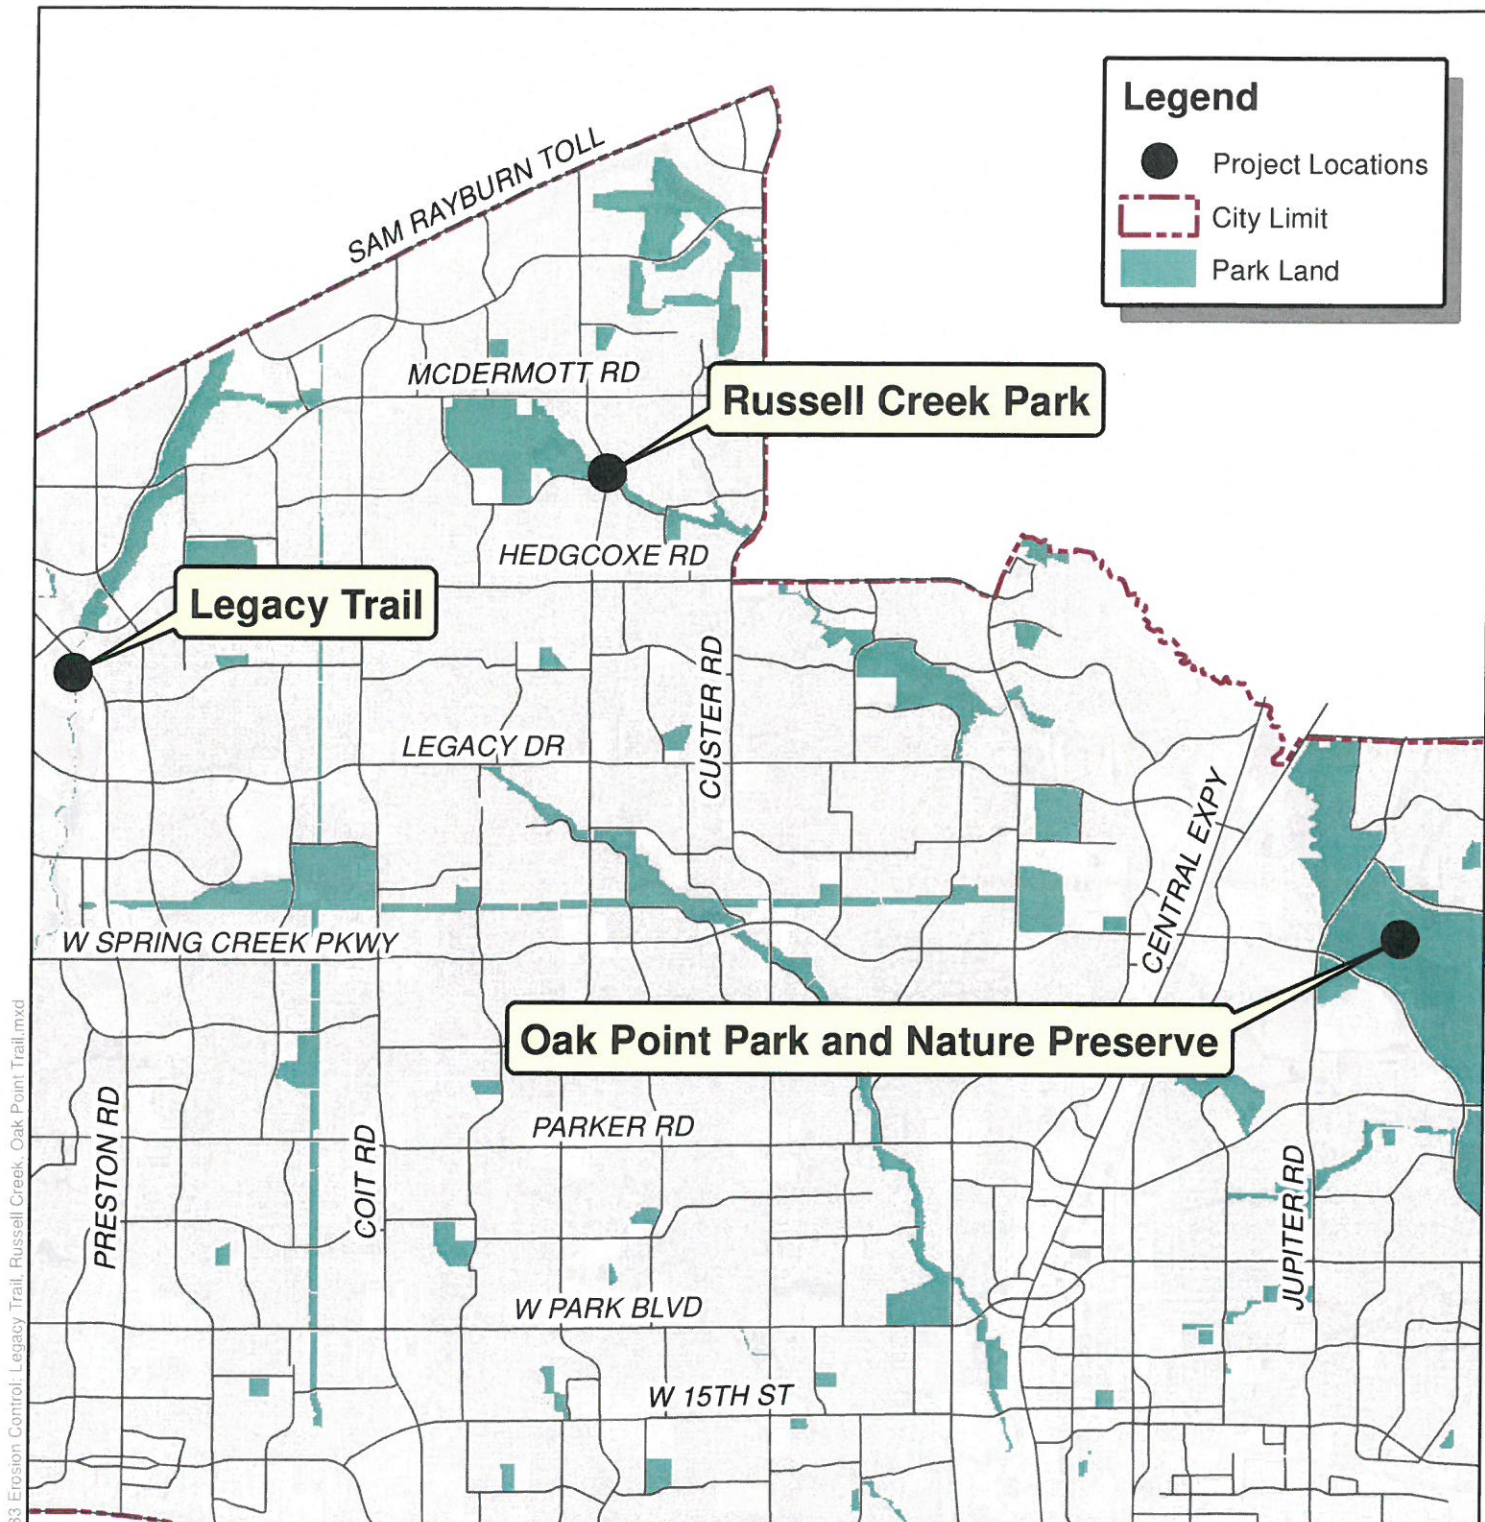 Legend
Project Locations
City Limit
Park Land
SAM RAYBURN TOLL
MCDERMOTT RD
Russell Creek Park
HEDGCOXE RD
Legacy Trail
CUSTER RD
LEGACY DR
CENTRAL EXPY
W SPRING CREEK PKWY
Oak Point Park and Nature Preserve
PRESTON RD
COIT RD
PARKER RD
JUPITER RD
W PARK BLVD
W 15TH ST
Erosion Control: Legacy Trail, Russell Creek, Oak Point Trail.mxd